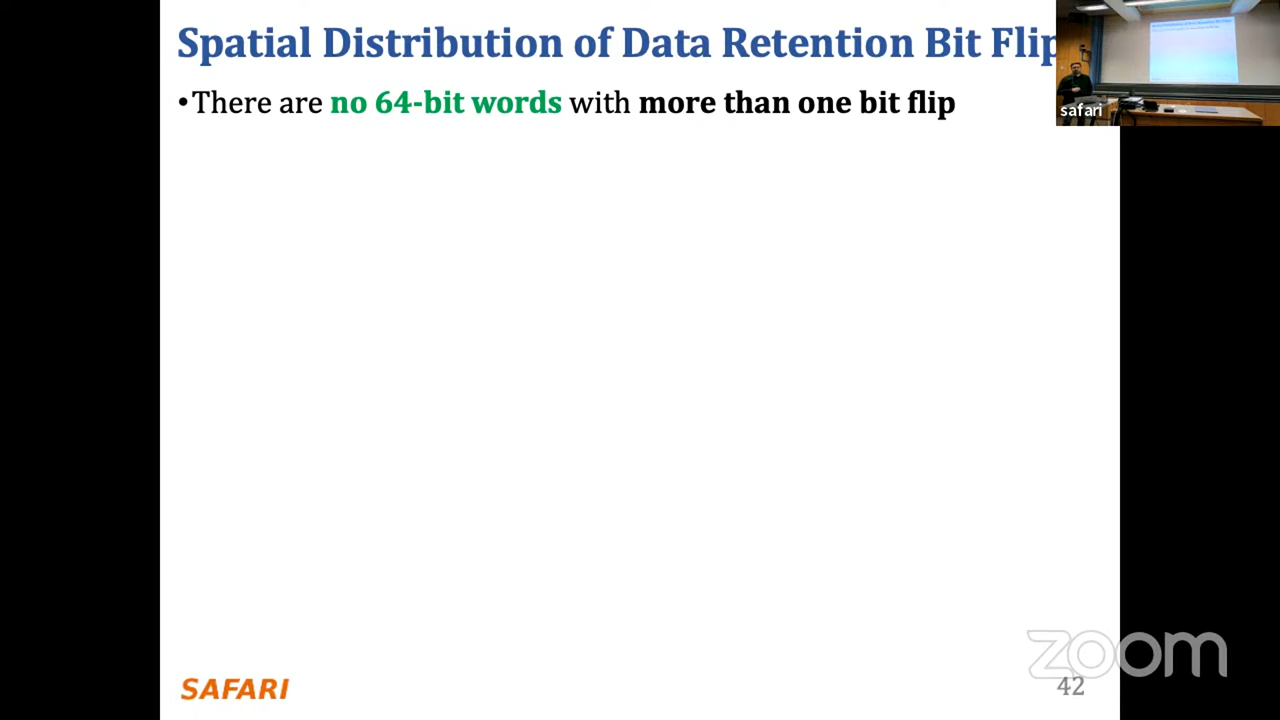 Spatial Distribution of Data Retention Bit Flip
•There are no 64-bit words with more than one bit flip
safari
zoom
SAFARI
42